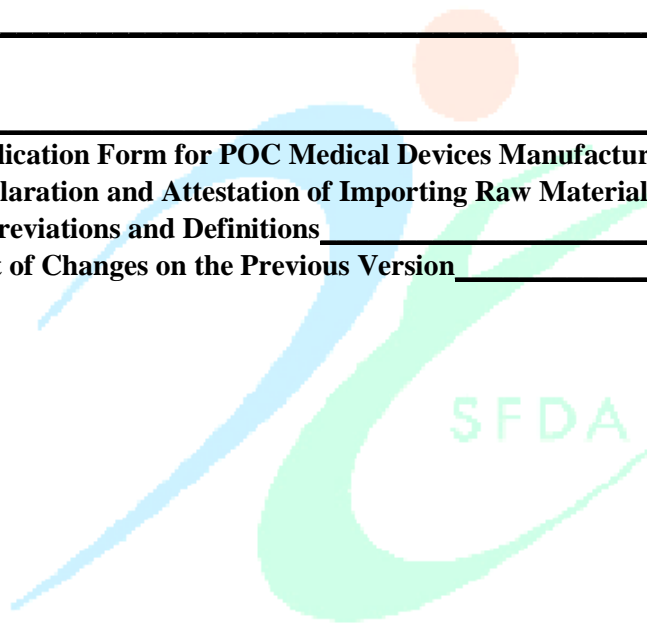 lication Form for POC Medical Devices Manufactur
laration and Attestation of Importing Raw Material
reviations and Definitions
t of Changes on the Previous Version
SFDA